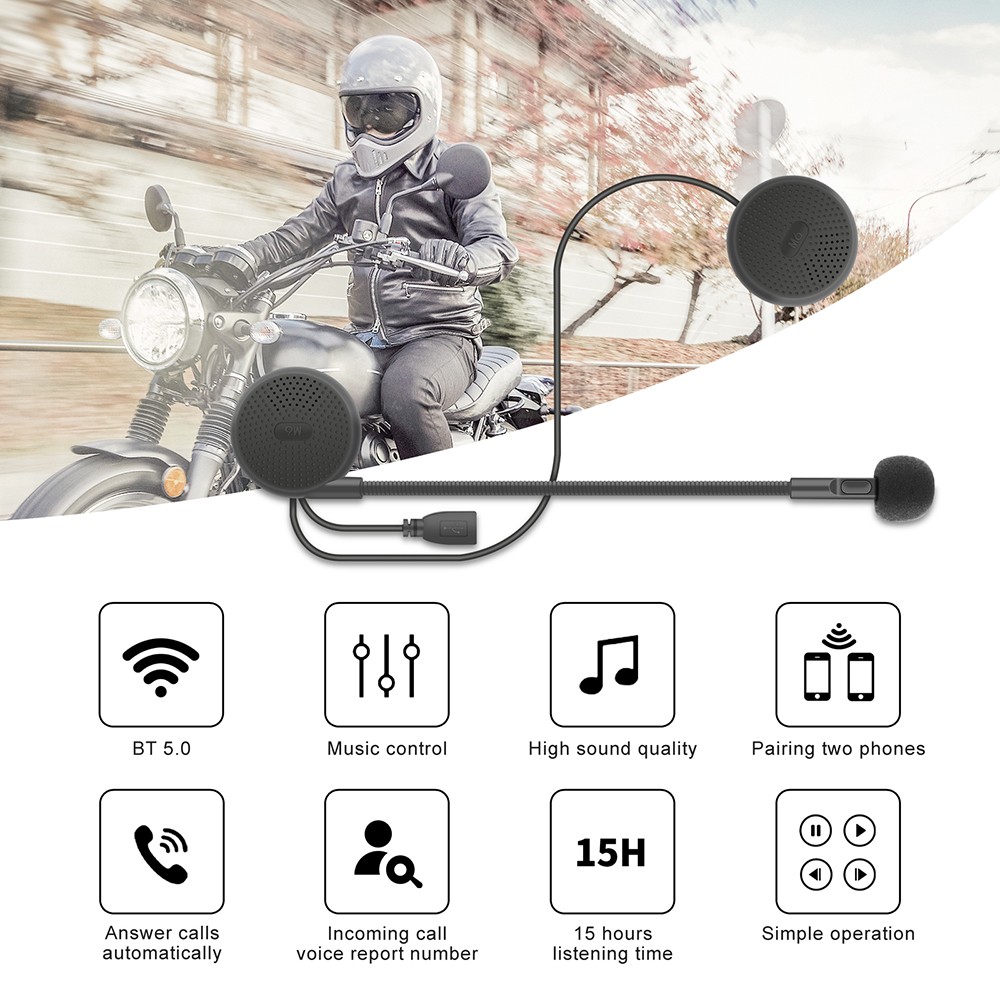 BT 5.0
Music control
High sound quality
Pairing two phones
15H
Answer calls
automatically
Incoming call
voice report number
15 hours
listening time
Simple operation